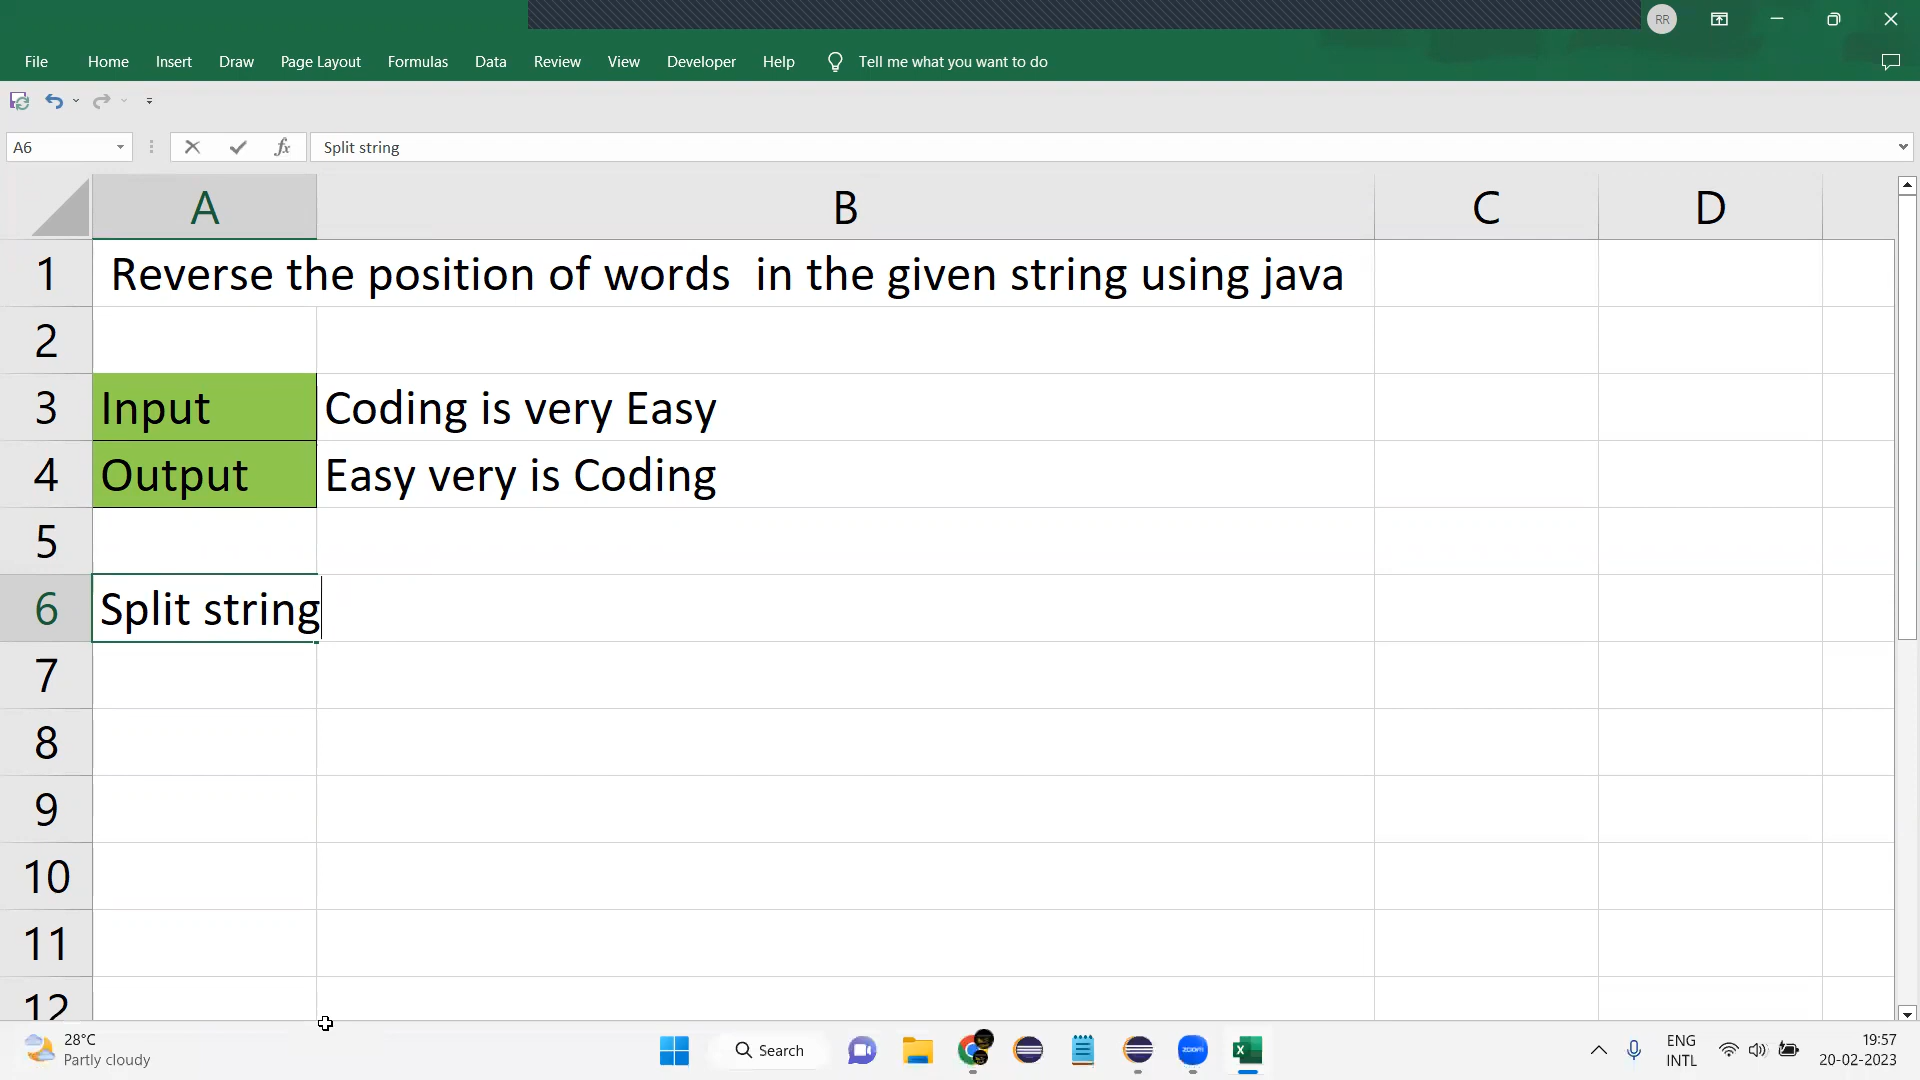 RR
File Home Insert Draw Page Layout Formulas Data Review View Developer Help Tell me what you want to do
A6 fx Split string
A B C D
1 Reverse the position of words  in the given string using java
2
3 Input Coding is very Easy
4 Output Easy very is Coding
5
6 Split string
7
8
9
10
11
12
28°C
Partly cloudy
Search
zoom
ENG
INTL
19:57
20-02-2023